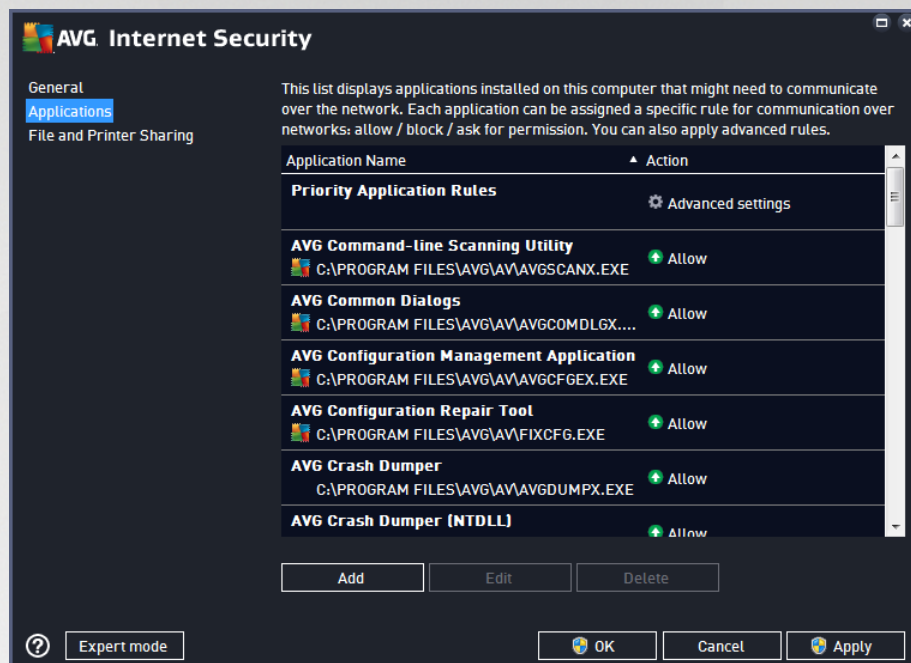 AVG Internet Security
General
Applications
File and Printer Sharing
This list displays applications installed on this computer that might need to communicate
over the network. Each application can be assigned a specific rule for communication over
networks: allow / block / ask for permission. You can also apply advanced rules.
Application Name Action
Priority Application Rules
Advanced settings
AVG Command-line Scanning Utility
C:\PROGRAM FILES\AVG\AV\AVGSCANX.EXE
Allow
AVG Common Dialogs
C:\PROGRAM FILES\AVG\AV\AVGCOMDLGX....
Allow
AVG Configuration Management Application
C:\PROGRAM FILES\AVG\AV\AVGCFGEX.EXE
Allow
AVG Configuration Repair Tool
C:\PROGRAM FILES\AVG\AV\FIXCFG.EXE
Allow
AVG Crash Dumper
C:\PROGRAM FILES\AVG\AV\AVGDUMPX.EXE
Allow
AVG Crash Dumper (NTDLL)
Allow
Add Edit Delete
? Expert mode OK Cancel Apply